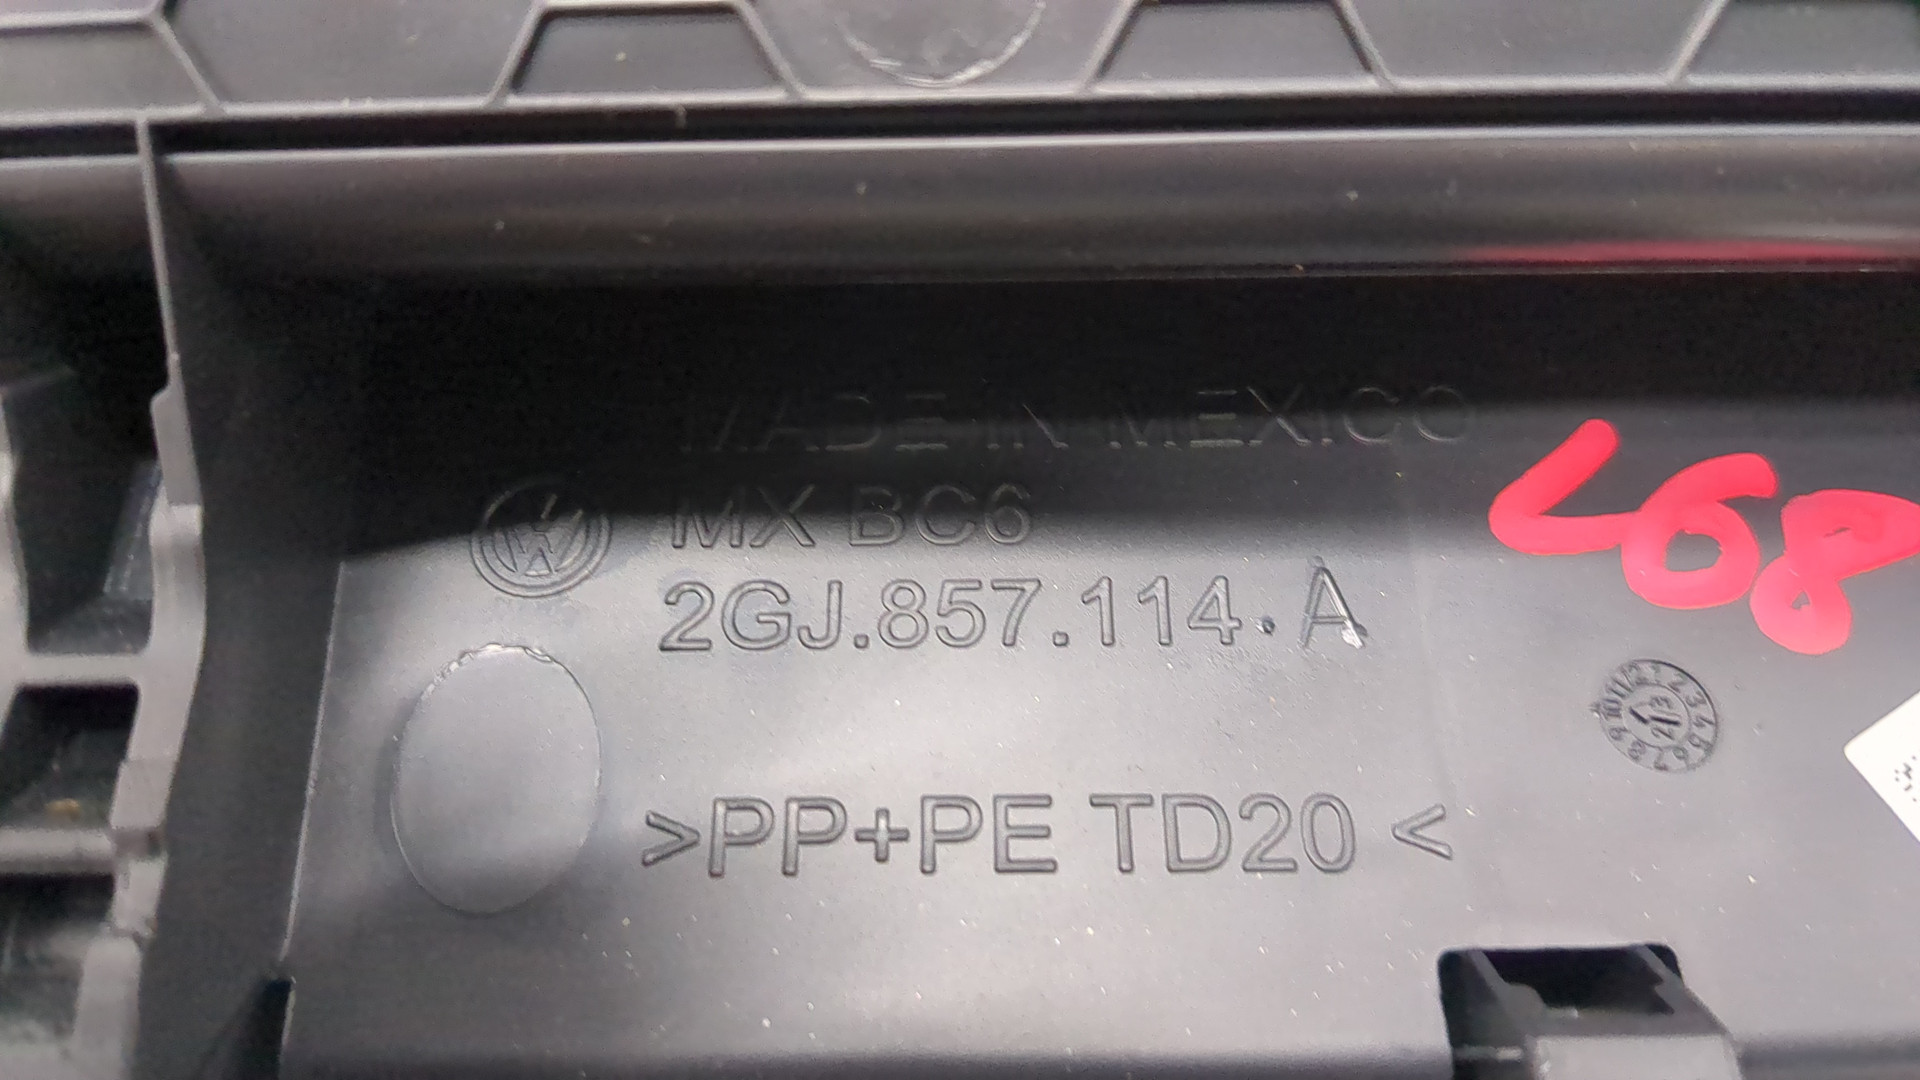 MADE IN MEXICO
MX BC6
2GJ.857.114.A
L68
>PP+PE TD20 <